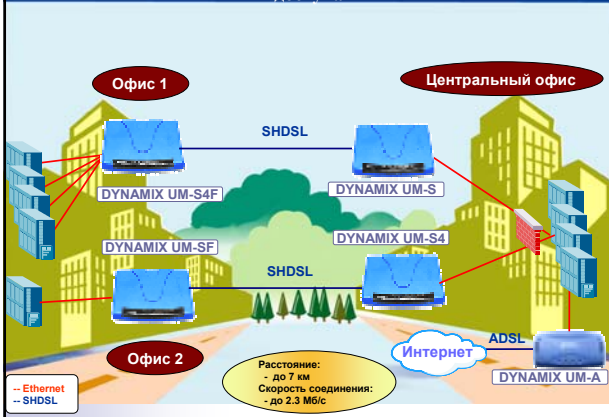 Офис 1
Центральный офис
SHDSL
DYNAMIX UM-S4F
DYNAMIX UM-S
DYNAMIX UM-SF
DYNAMIX UM-S4
SHDSL
Офис 2
Расстояние:
- до 7 км
Скорость соединения:
- до 2.3 Мб/с
Интернет
ADSL
DYNAMIX UM-A
-- Ethernet
-- SHDSL